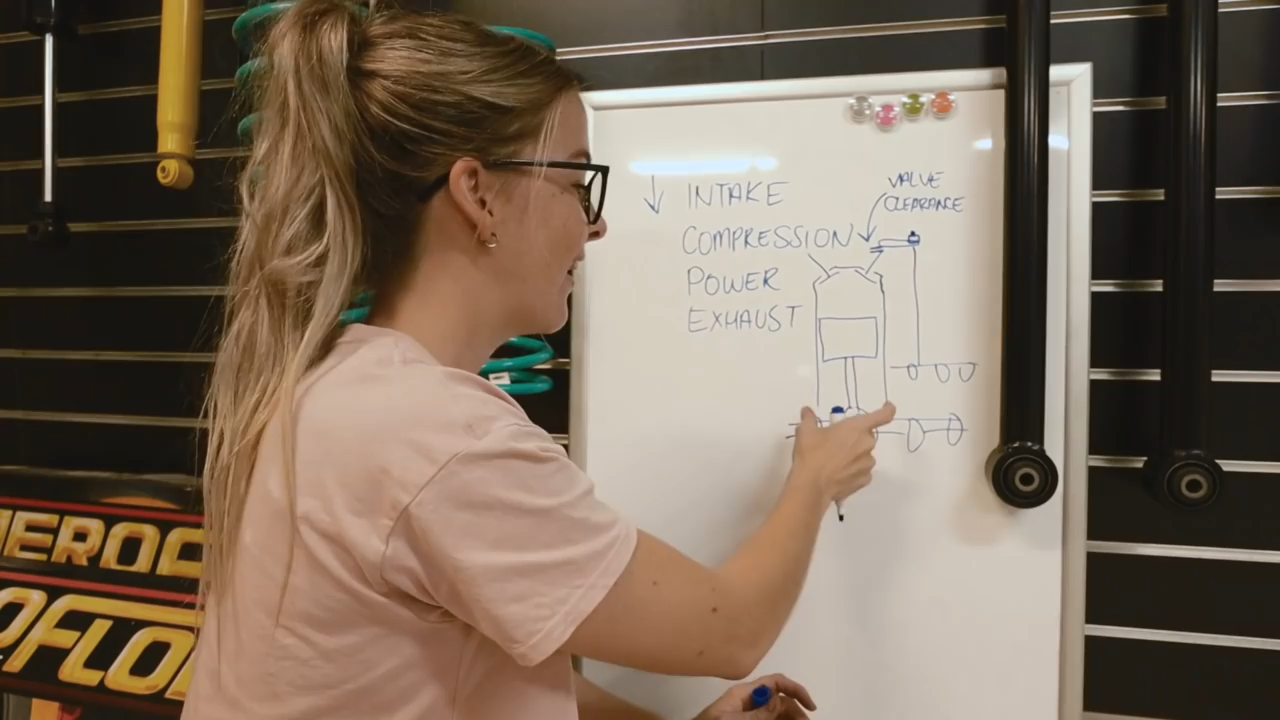 INTAKE
COMPRESSION
POWER
EXHAUST
VALVE
CLEARANCE